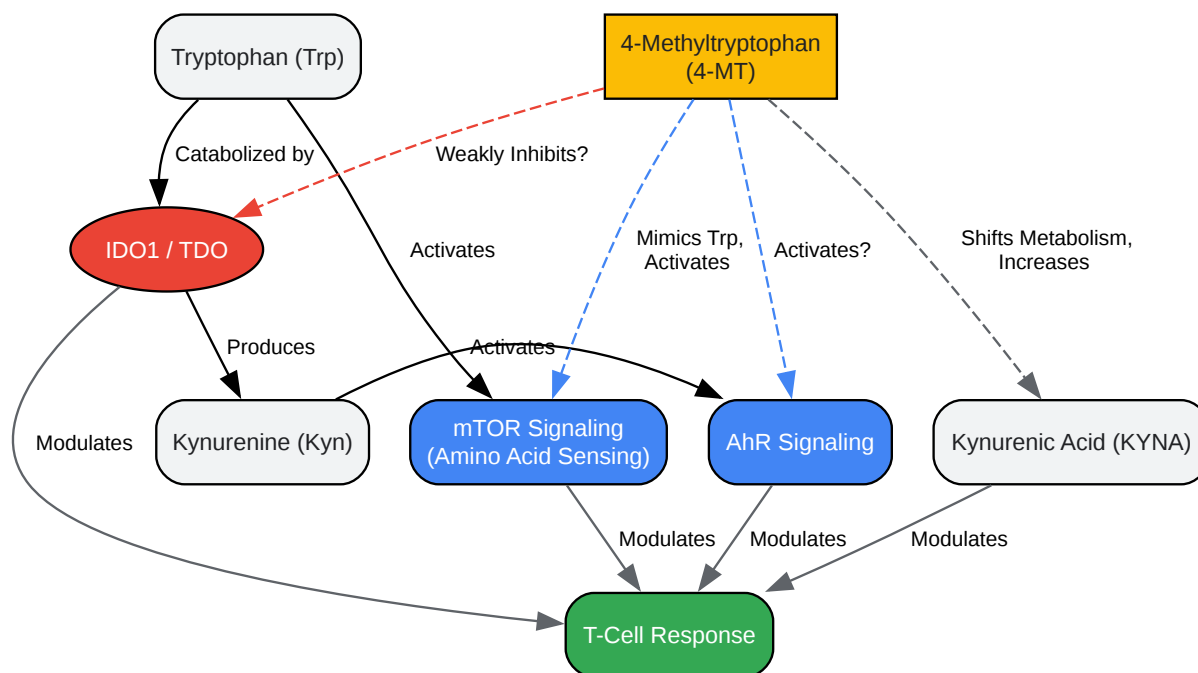 Tryptophan (Trp)
4-Methyltryptophan
(4-MT)
Catabolized by
Weakly Inhibits?
IDO1 / TDO
Activates
Mimics Trp,
Activates
Activates?
Shifts Metabolism,
Increases
Produces
Activates
Modulates
Kynurenine (Kyn)
mTOR Signaling
(Amino Acid Sensing)
AhR Signaling
Kynurenic Acid (KYNA)
Modulates
Modulates
Modulates
T-Cell Response